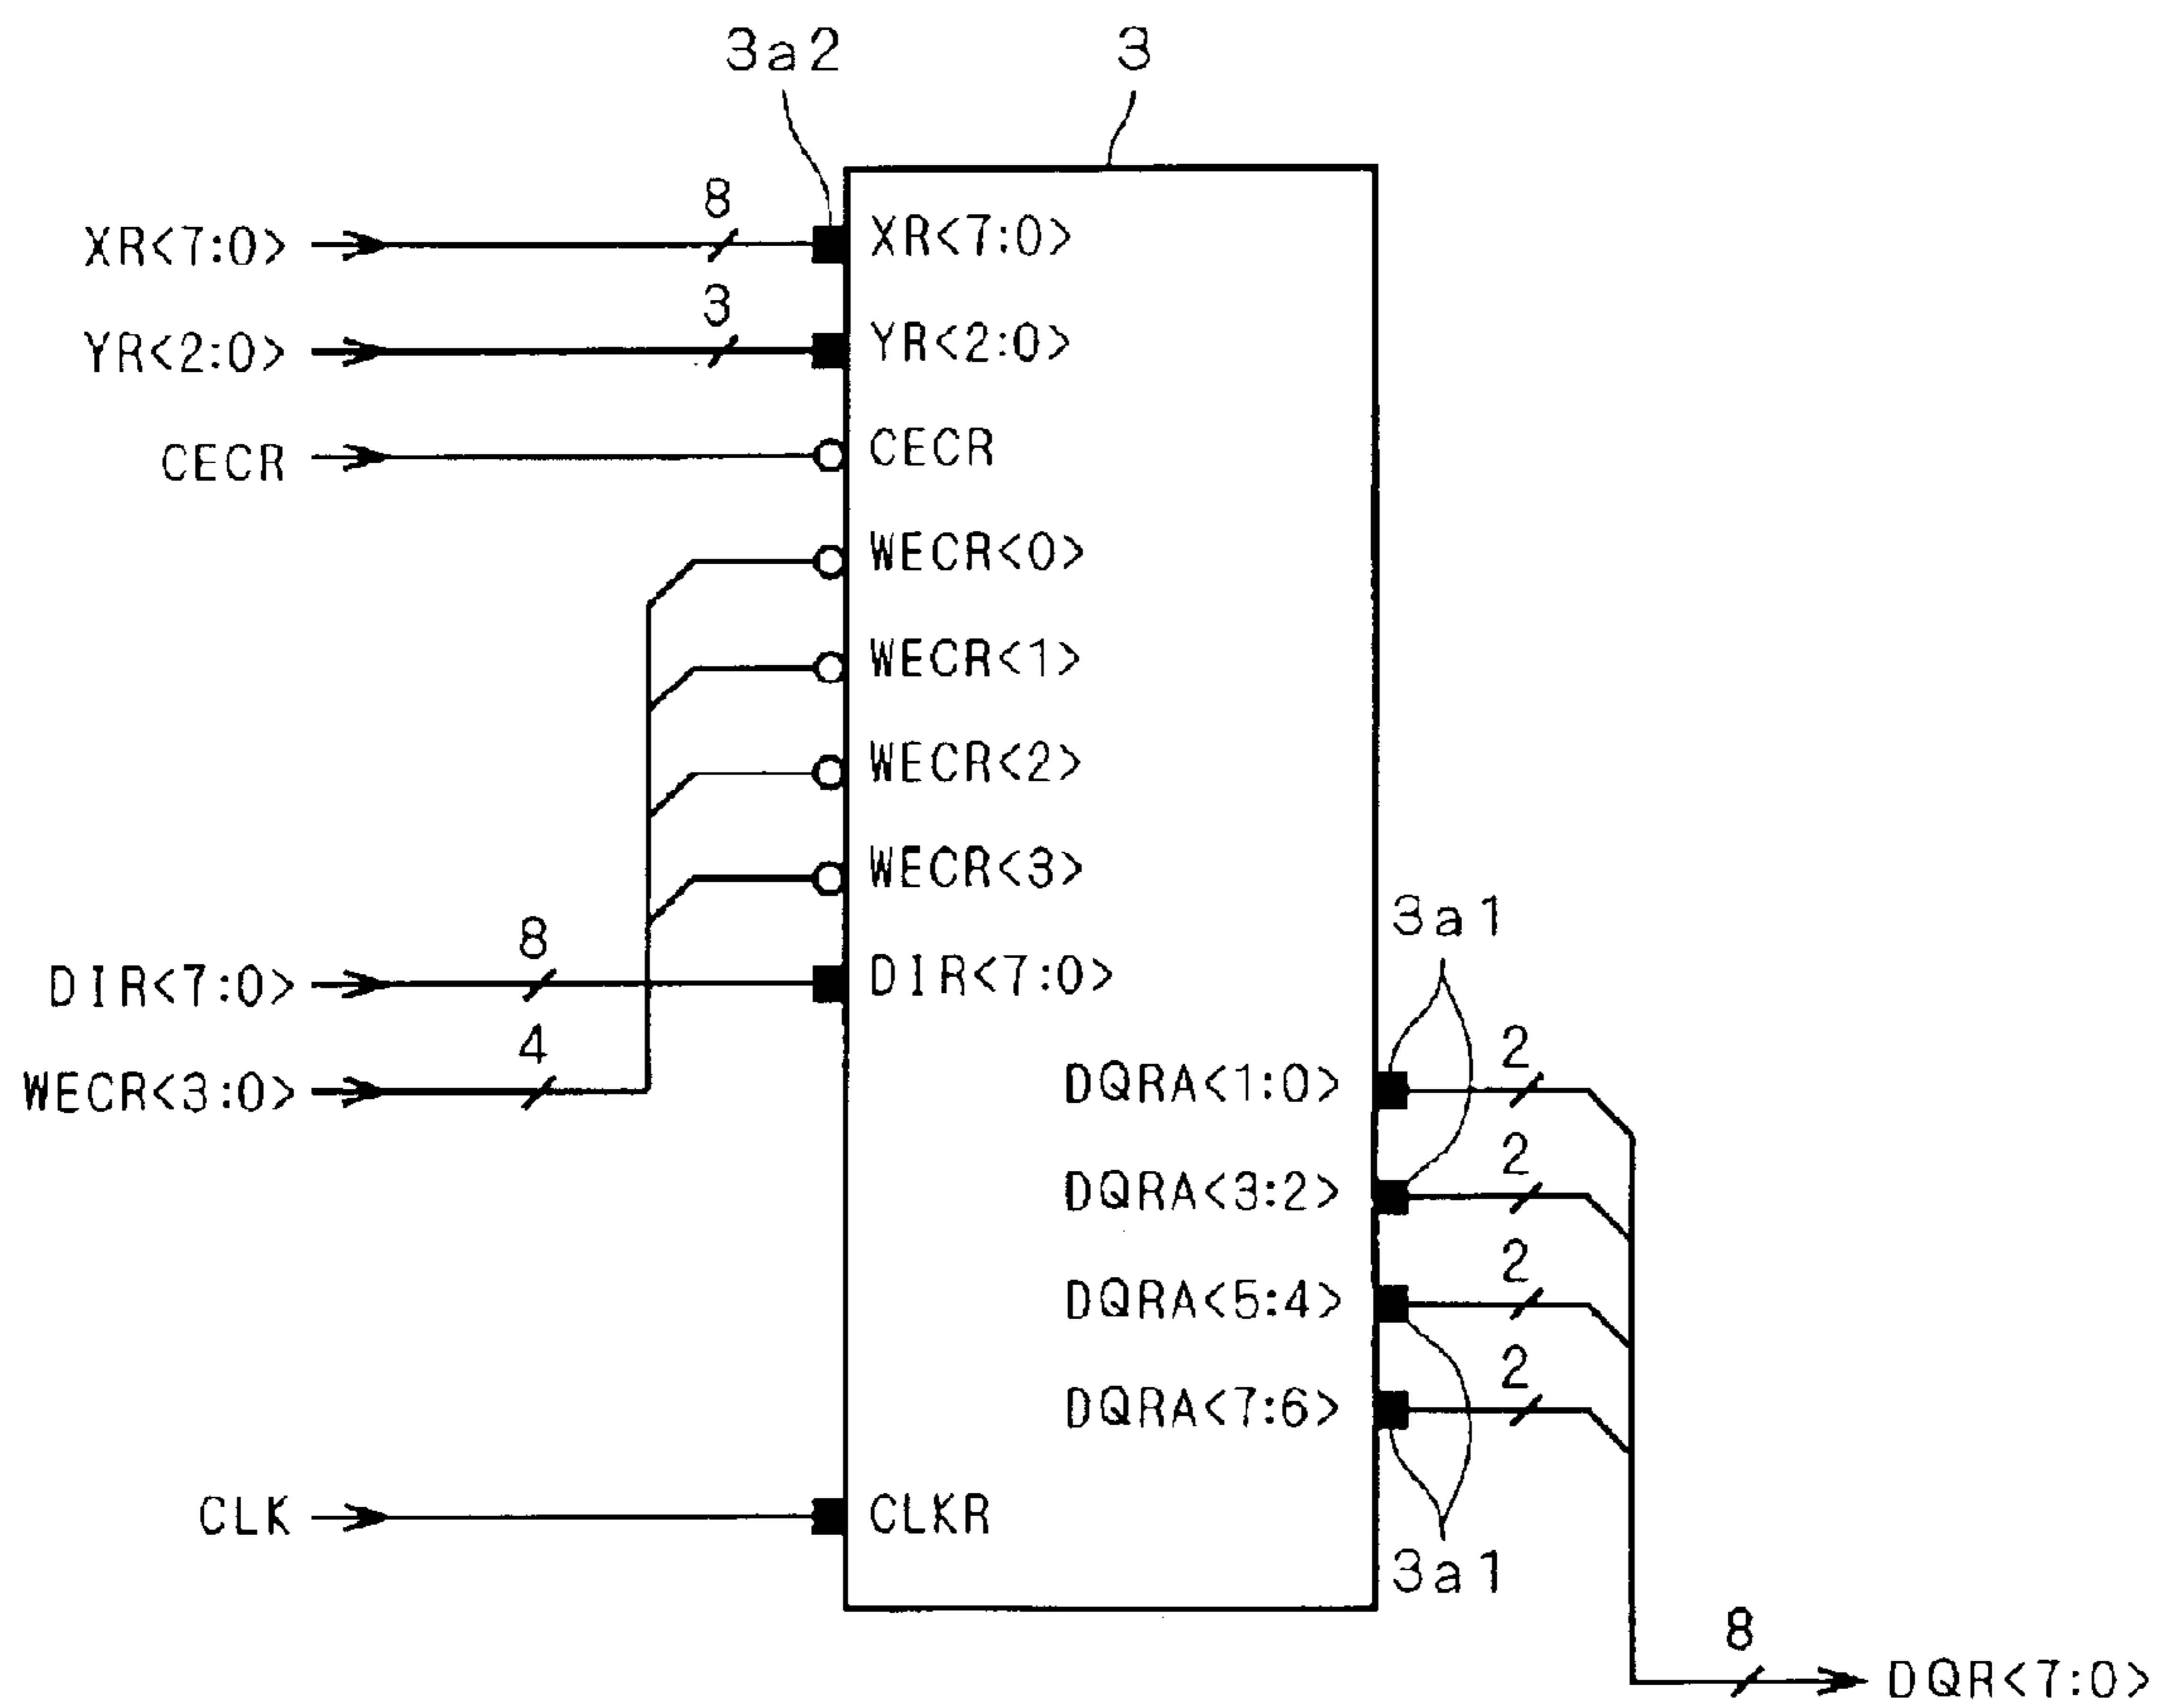 3a2 3
8
XR<7:0> XR<7:0>
3
YR<2:0> YR<2:0>
CECR CECR
WECR<0>
WECR<1>
WECR<2>
WECR<3>
3a1
8
DIR<7:0> DIR<7:0>
4 2
WECR<3:0> DQRA<1:0>
2
DQRA<3:2>
2
DQRA<5:4>
2
DQRA<7:6>
CLK CLKR
3a1
8
DQR<7:0>